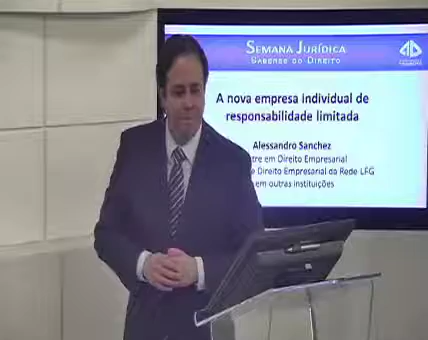 SEMANA JURÍDICA
SABERES DO DIREITO
A nova empresa individual de
responsabilidade limitada
Alessandro Sanchez
tre em Direito Empresarial
e Direito Empresarial da Rede LFG
em outras instituições